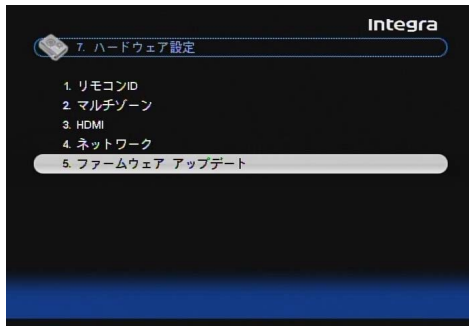 Integra
7. ハードウェア設定
1. リモコンID
2. マルチゾーン
3. HDMI
4. ネットワーク
5. ファームウェア アップデート